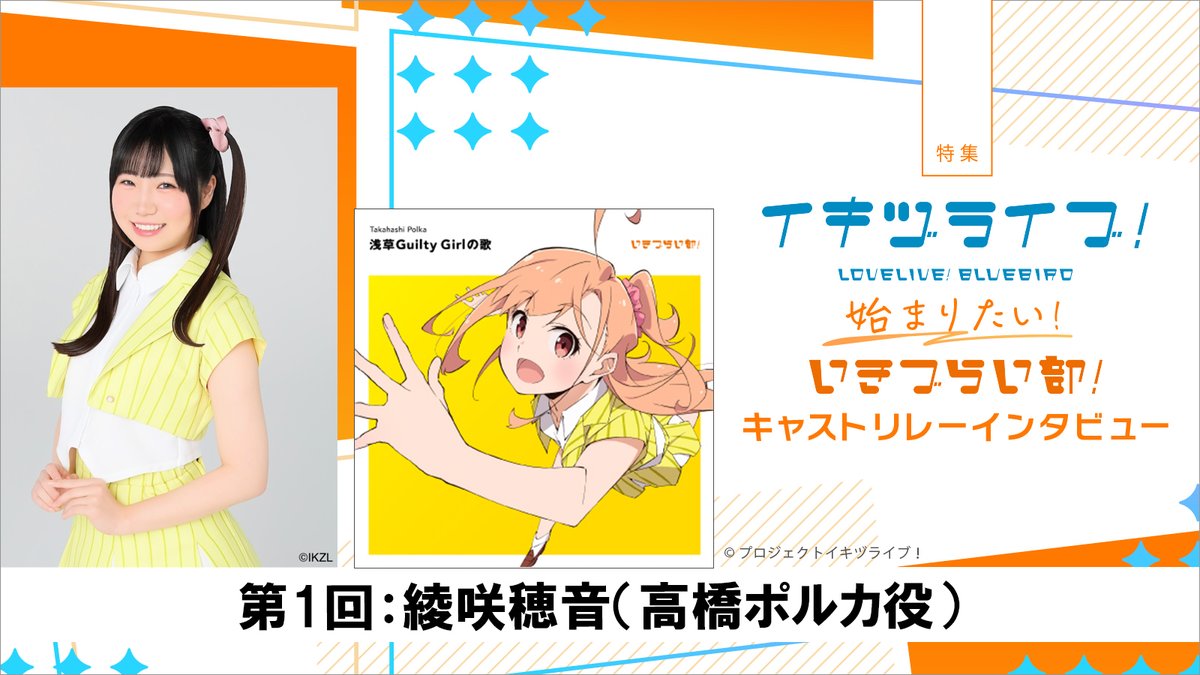 特集
イキヅライブ!
LOVELIVE! BLUEBIRD
始まりたい!
いきづらい部!
キャストリレーインタビュー
Takahashi Polka
浅草Guilty Girlの歌
いきづらい部!
©IKZL
© プロジェクトイキヅライブ!
第1回:綾咲穂音(高橋ポルカ役)